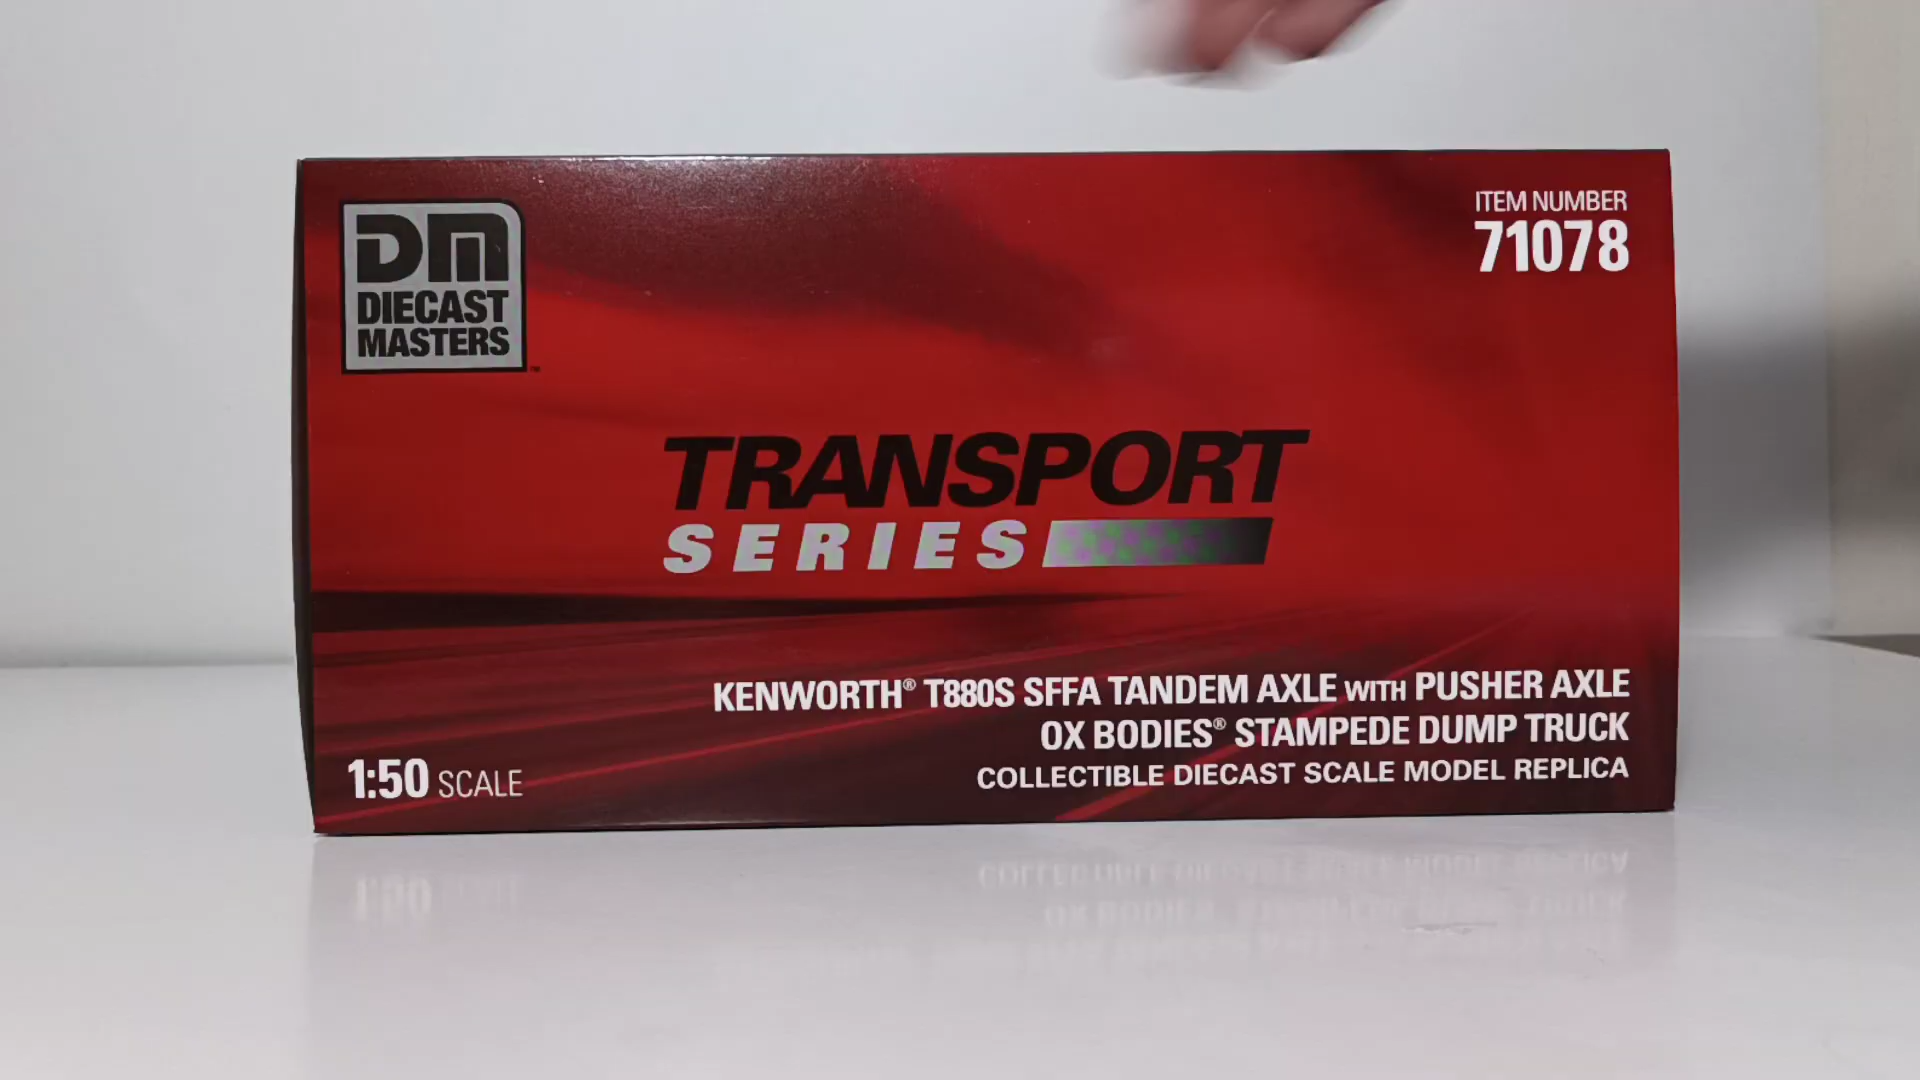 DM
DIECAST
MASTERS
™
ITEM NUMBER
71078
TRANSPORT
SERIES
KENWORTH® T880S SFFA TANDEM AXLE WITH PUSHER AXLE
OX BODIES® STAMPEDE DUMP TRUCK
COLLECTIBLE DIECAST SCALE MODEL REPLICA
1:50 SCALE